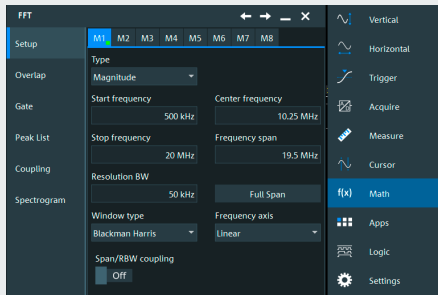 FFT
Setup
Overlap
Gate
Peak List
Coupling
Spectrogram
M1 M2 M3 M4 M5 M6 M7 M8
Type
Magnitude
Start frequency Center frequency
500 kHz 10.25 MHz
Stop frequency Frequency span
20 MHz 19.5 MHz
Resolution BW
50 kHz Full Span
Window type Frequency axis
Blackman Harris Linear
Span/RBW coupling
Off
Vertical
Horizontal
Trigger
Acquire
Measure
Cursor
f(x) Math
Apps
Logic
Settings